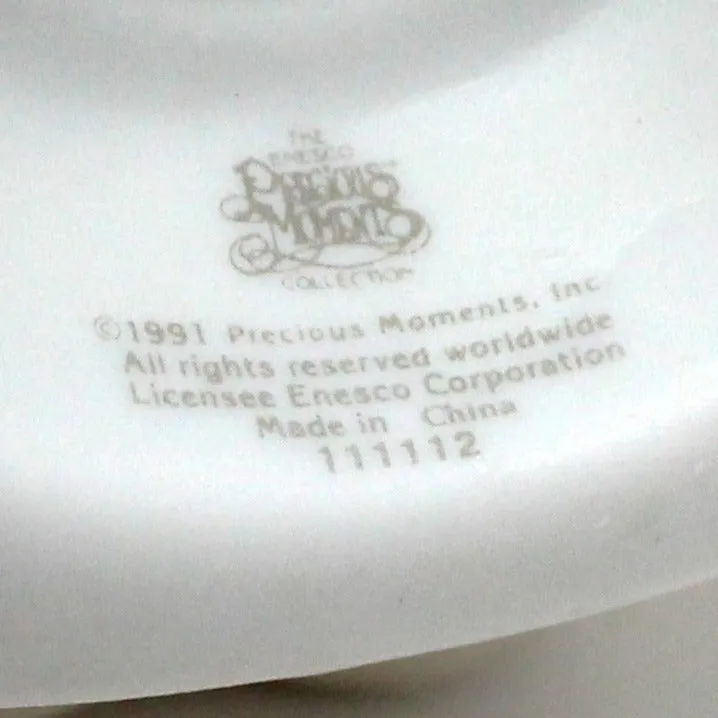 THE
ENESCO
PRECIOUS
MOMENTS
COLLECTION
©1991 Precious Moments, Inc
All rights reserved worldwide
Licensee Enesco Corporation
Made in China
111112